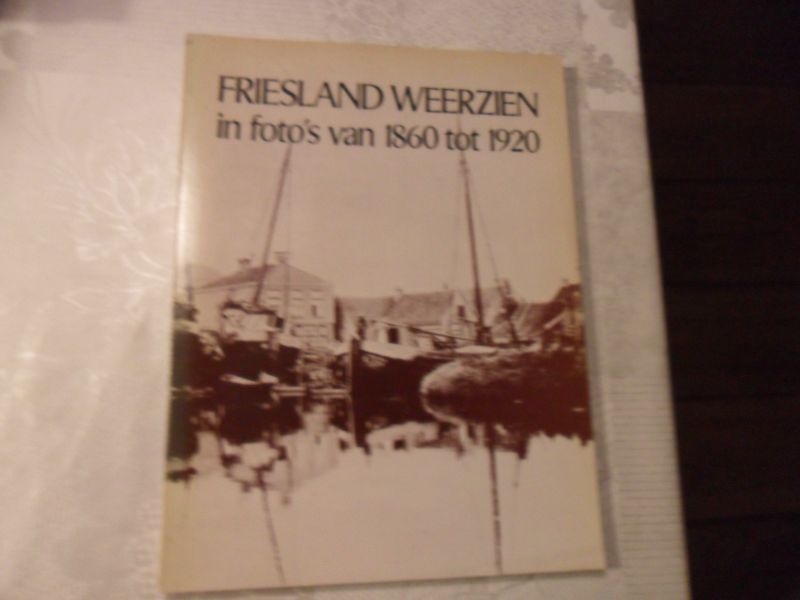 FRIESLAND WEERZIEN
in foto's van 1860 tot 1920